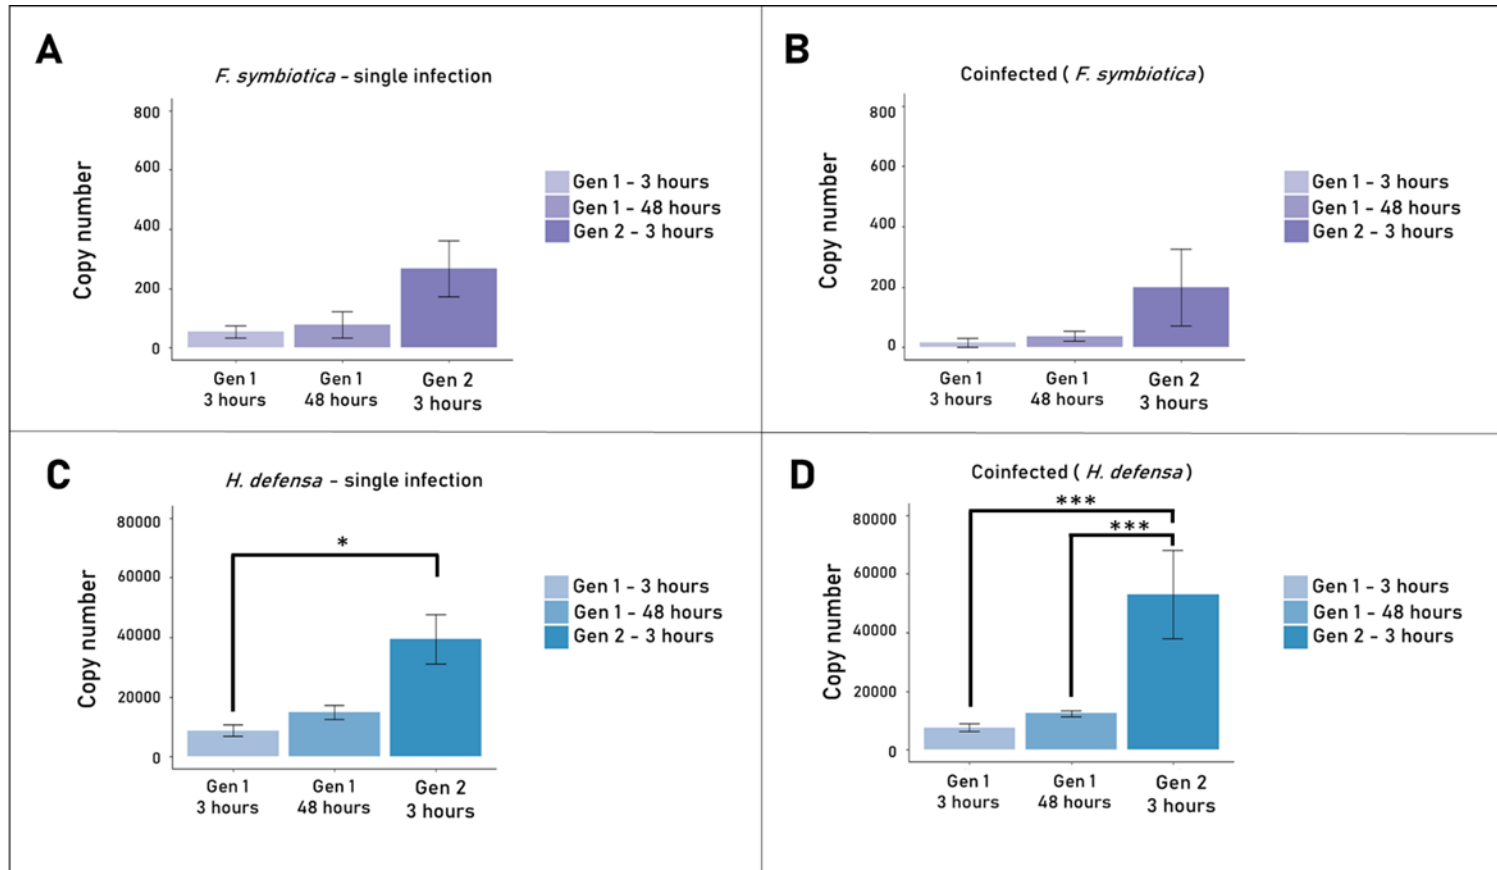 A
F. symbiotica - single infection
Copy number
800
600
400
200
0
Gen 1
3 hours
Gen 1
48 hours
Gen 2
3 hours
Gen 1 - 3 hours
Gen 1 - 48 hours
Gen 2 - 3 hours
B
Coinfected ( F. symbiotica)
Copy number
800
600
400
200
0
Gen 1
3 hours
Gen 1
48 hours
Gen 2
3 hours
Gen 1 - 3 hours
Gen 1 - 48 hours
Gen 2 - 3 hours
C
H. defensa - single infection
Copy number
80000
60000
40000
20000
0
*
Gen 1
3 hours
Gen 1
48 hours
Gen 2
3 hours
Gen 1 - 3 hours
Gen 1 - 48 hours
Gen 2 - 3 hours
D
Coinfected ( H. defensa)
Copy number
80000
60000
40000
20000
0
***
***
Gen 1
3 hours
Gen 1
48 hours
Gen 2
3 hours
Gen 1 - 3 hours
Gen 1 - 48 hours
Gen 2 - 3 hours